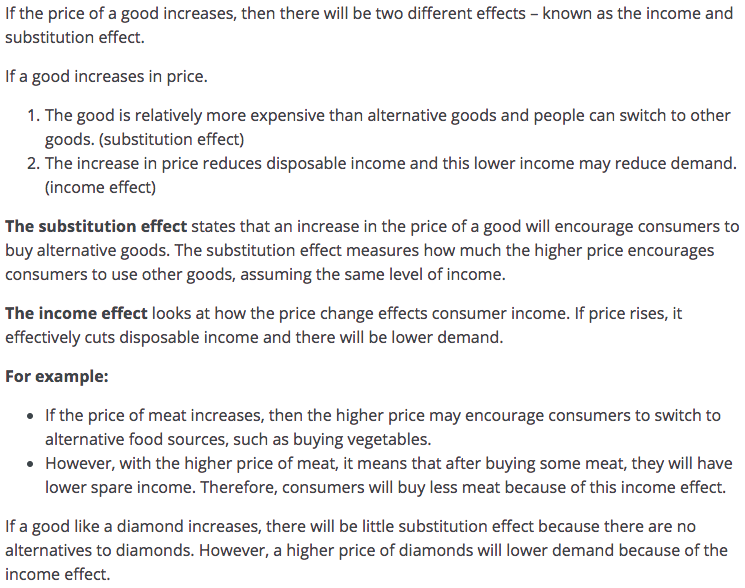 If the price of a good increases, then there will be two different effects – known as the income and
substitution effect.
If a good increases in price.
1. The good is relatively more expensive than alternative goods and people can switch to other
goods. (substitution effect)
2. The increase in price reduces disposable income and this lower income may reduce demand.
(income effect)
The substitution effect states that an increase in the price of a good will encourage consumers to
buy alternative goods. The substitution effect measures how much the higher price encourages
consumers to use other goods, assuming the same level of income.
The income effect looks at how the price change effects consumer income. If price rises, it
effectively cuts disposable income and there will be lower demand.
For example:
• If the price of meat increases, then the higher price may encourage consumers to switch to
alternative food sources, such as buying vegetables.
• However, with the higher price of meat, it means that after buying some meat, they will have
lower spare income. Therefore, consumers will buy less meat because of this income effect.
If a good like a diamond increases, there will be little substitution effect because there are no
alternatives to diamonds. However, a higher price of diamonds will lower demand because of the
income effect.